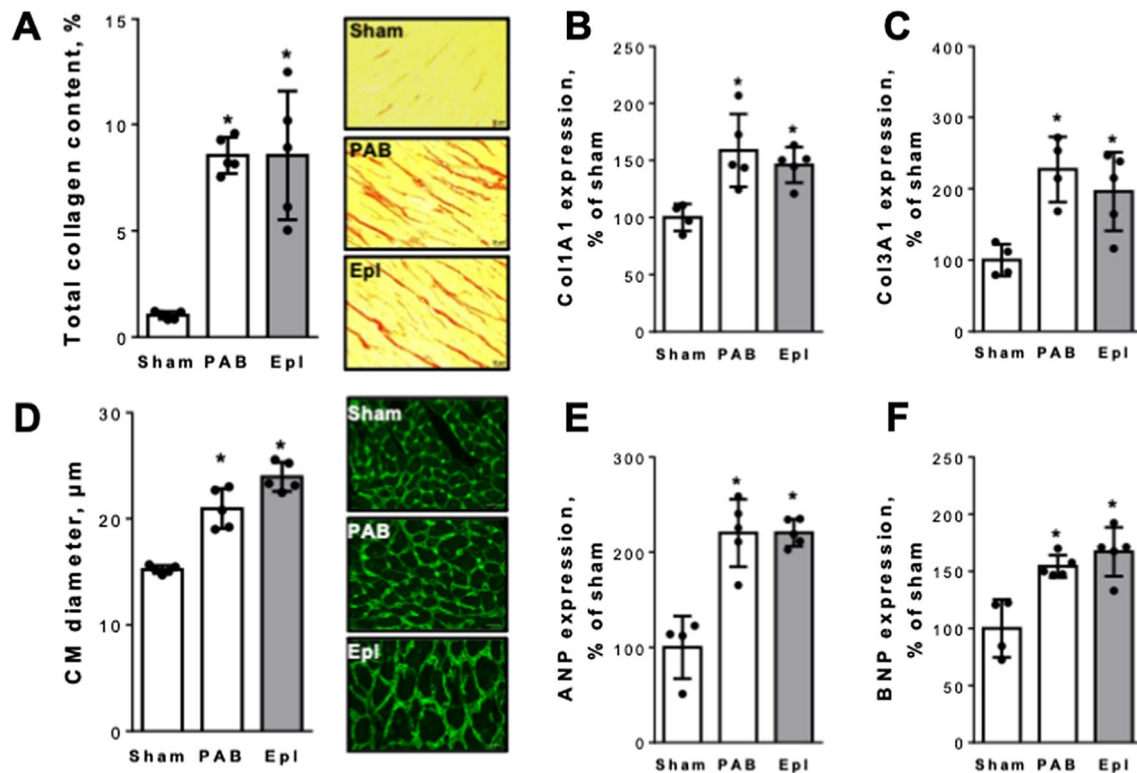 A
Total collagen content, %
15
10
5
0
Sham PAB Epl
Sham
PAB
Epl
B
Col1A1 expression,
% of sham
250
200
150
100
50
0
Sham PAB Epl
C
Col3A1 expression,
% of sham
400
300
200
100
0
Sham PAB Epl
D
CM diameter, μm
30
20
10
0
Sham PAB Epl
Sham
PAB
Epl
E
ANP expression,
% of sham
300
200
100
0
Sham PAB Epl
F
BNP expression,
% of sham
250
200
150
100
50
0
Sham PAB Epl